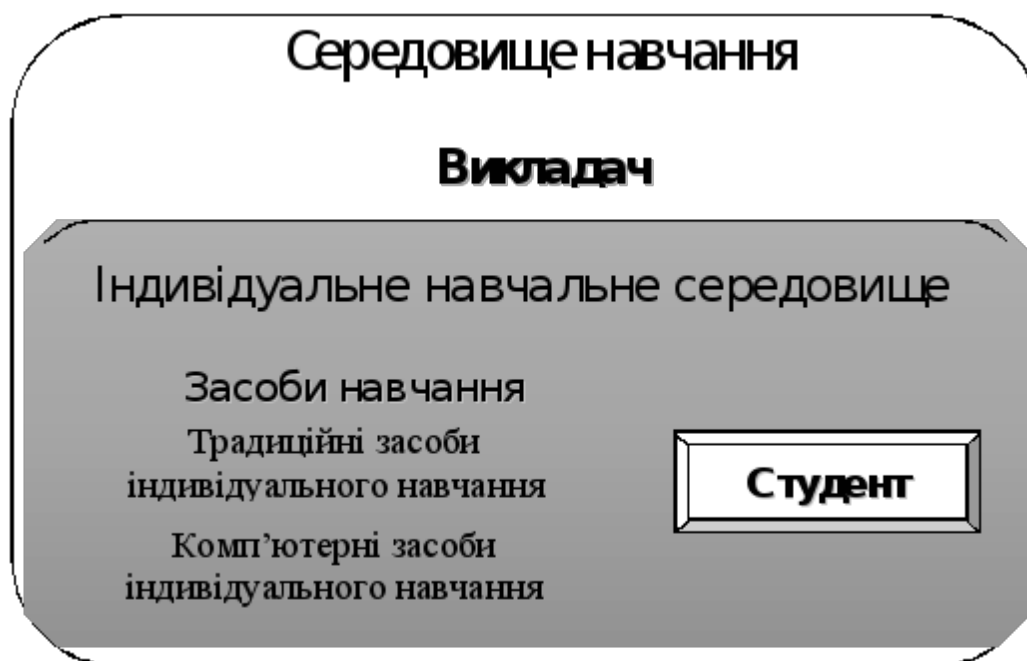 Середовище навчання
Викладач
Індивідуальне навчальне середовище
Засоби навчання
Традиційні засоби
індивідуального навчання
Студент
Комп’ютерні засоби
індивідуального навчання